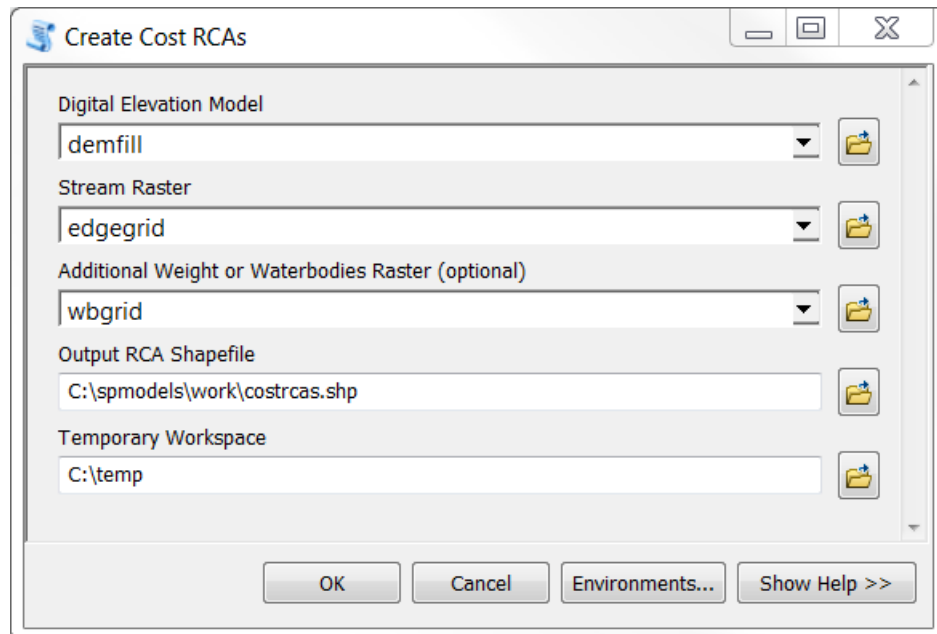 Create Cost RCAs
Digital Elevation Model
demfill
Stream Raster
edgegrid
Additional Weight or Waterbodies Raster (optional)
wbgrid
Output RCA Shapefile
C:\spmodels\work\costrcas.shp
Temporary Workspace
C:\temp
OK Cancel Environments... Show Help >>